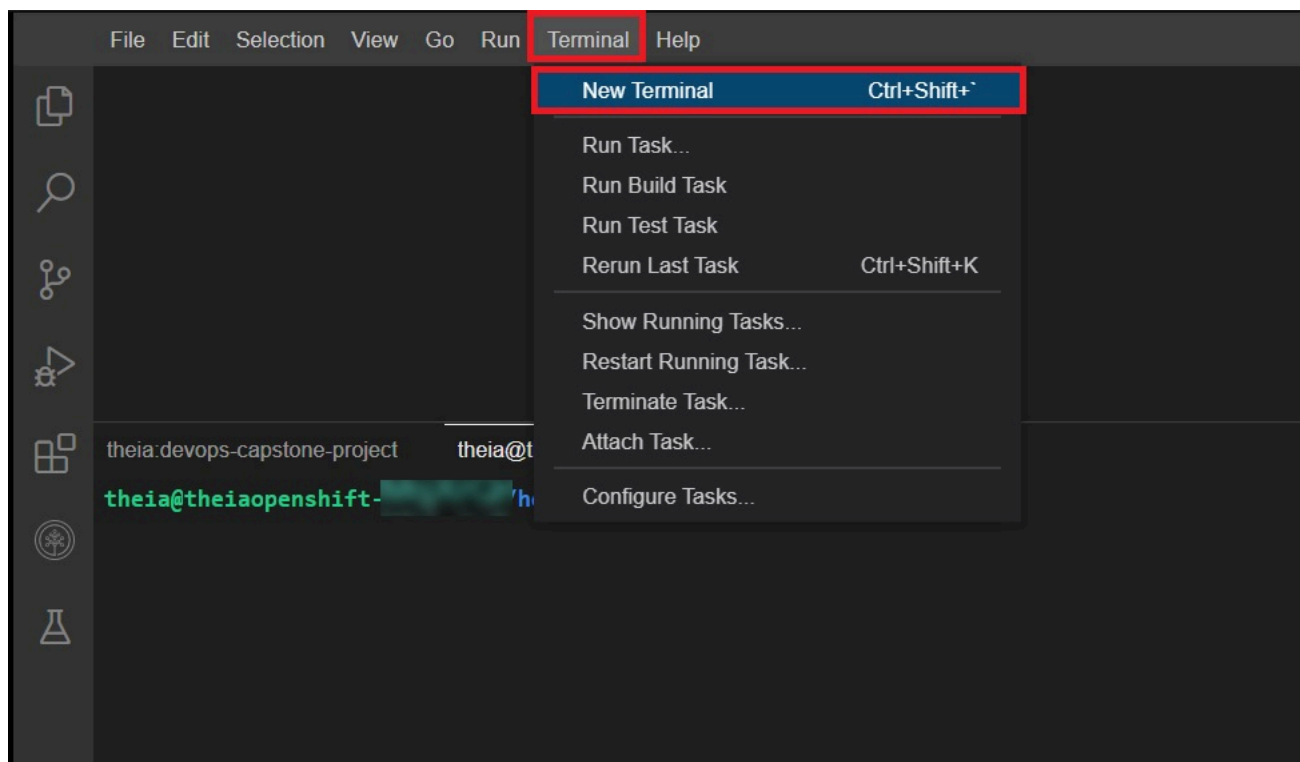 File Edit Selection View Go Run Terminal Help
New Terminal Ctrl+Shift+`
Run Task...
Run Build Task
Run Test Task
Rerun Last Task Ctrl+Shift+K
Show Running Tasks...
Restart Running Task...
Terminate Task...
Attach Task...
Configure Tasks...
theia:devops-capstone-project theia@t
theia@theiaopenshift- /h